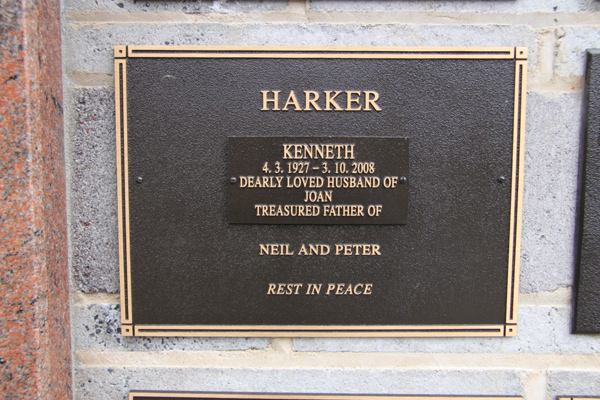 HARKER
KENNETH
4. 3. 1927 – 3. 10. 2008
DEARLY LOVED HUSBAND OF
JOAN
TREASURED FATHER OF
NEIL AND PETER
REST IN PEACE